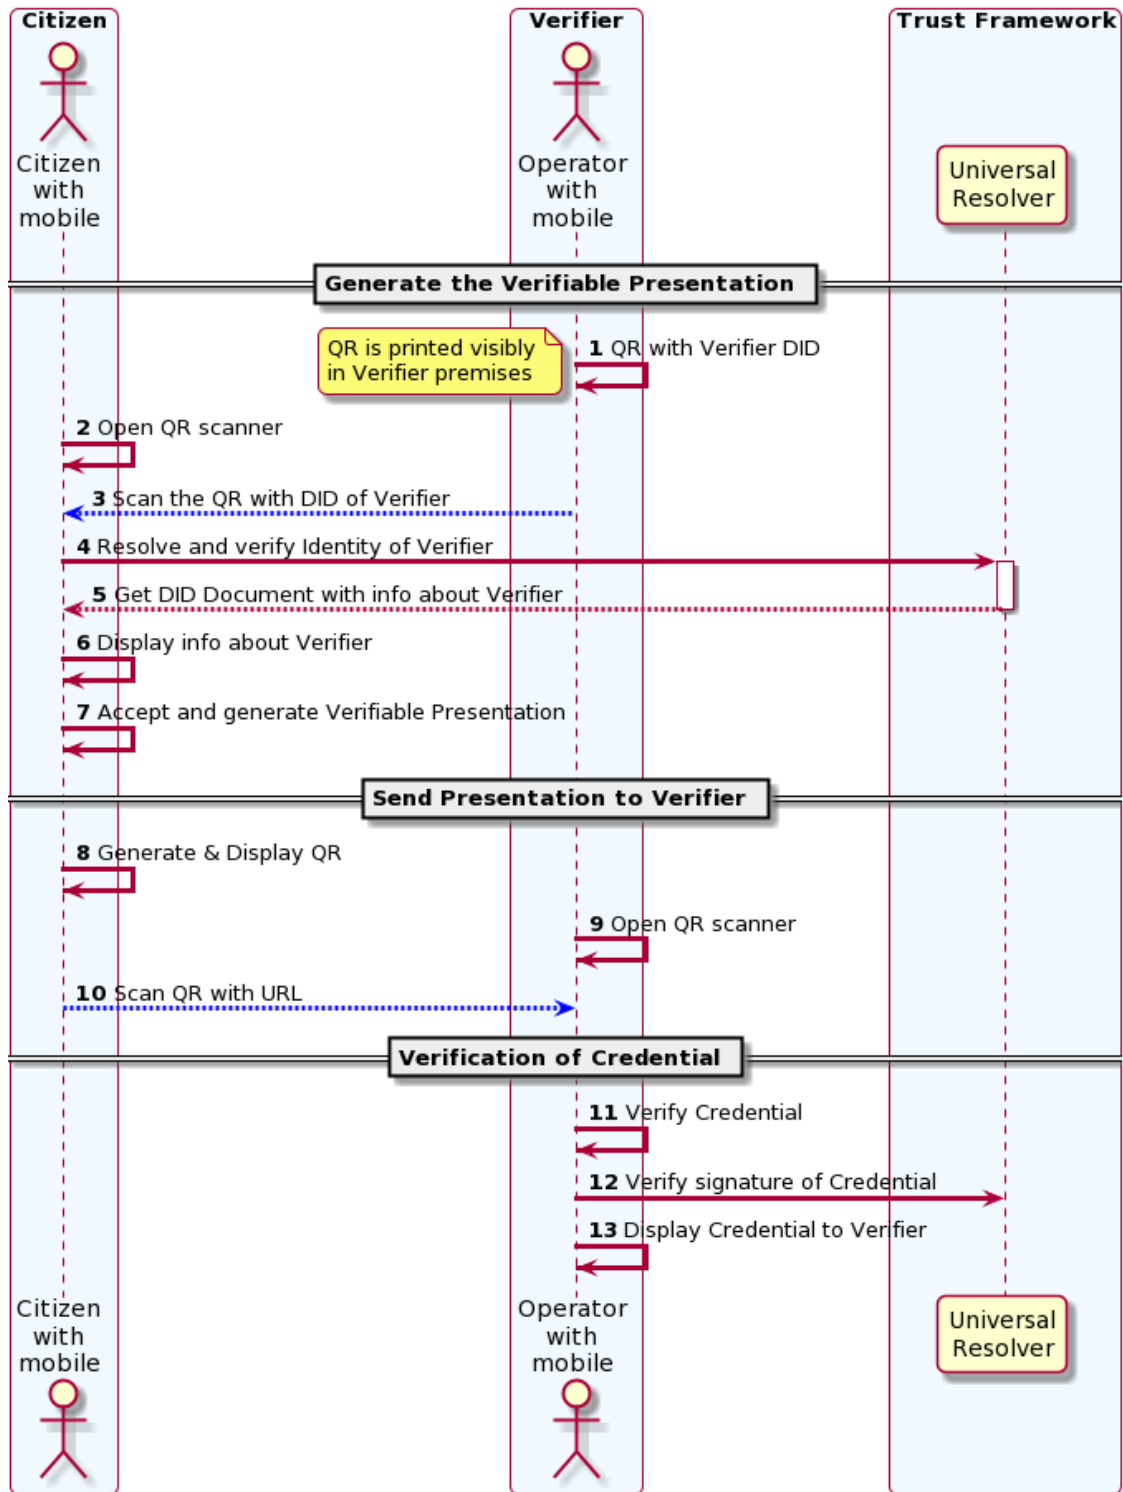 Citizen
Verifier
Trust Framework
Citizen
with
mobile
Operator
with
mobile
Universal
Resolver
Generate the Verifiable Presentation
QR is printed visibly
in Verifier premises
1 QR with Verifier DID
2 Open QR scanner
3 Scan the QR with DID of Verifier
4 Resolve and verify Identity of Verifier
5 Get DID Document with info about Verifier
6 Display info about Verifier
7 Accept and generate Verifiable Presentation
Send Presentation to Verifier
8 Generate & Display QR
9 Open QR scanner
10 Scan QR with URL
Verification of Credential
11 Verify Credential
12 Verify signature of Credential
13 Display Credential to Verifier
Citizen
with
mobile
Operator
with
mobile
Universal
Resolver